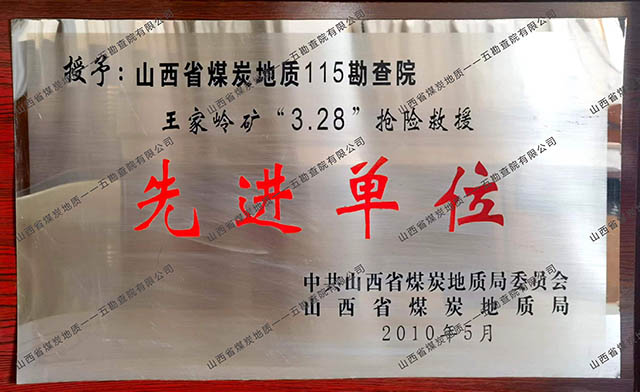 授予：山西省煤炭地质115勘查院
王家岭矿“3.28”抢险救援
先进单位
中共山西省煤炭地质局委员会
山西省煤炭地质局
2010年5月
山西省煤炭地质一一五勘查院有限公司